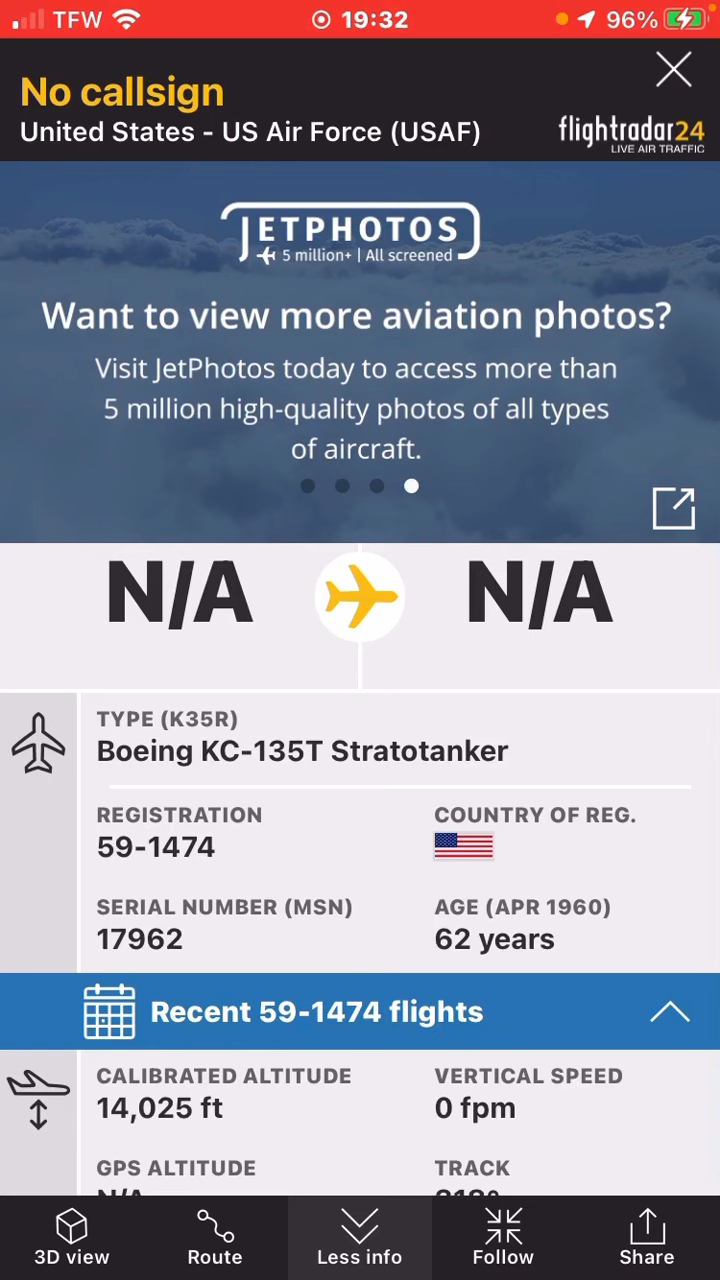 TFW 19:32 96%
No callsign
United States - US Air Force (USAF)
flightradar24
LIVE AIR TRAFFIC
JETPHOTOS
5 million+ | All screened
Want to view more aviation photos?
Visit JetPhotos today to access more than
5 million high-quality photos of all types
of aircraft.
N/A N/A
TYPE (K35R)
Boeing KC-135T Stratotanker
REGISTRATION COUNTRY OF REG.
59-1474
SERIAL NUMBER (MSN) AGE (APR 1960)
17962 62 years
Recent 59-1474 flights
CALIBRATED ALTITUDE VERTICAL SPEED
14,025 ft 0 fpm
GPS ALTITUDE TRACK
N/A
3D view Route Less info Follow Share